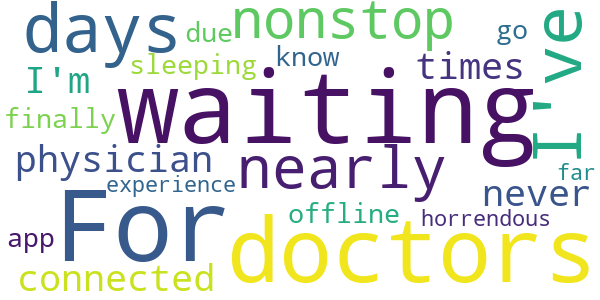 days due nonstop go I've
I'm sleeping know times
finally waiting
physician nearly far
experience never
For offline horrendous
app doctors
connected